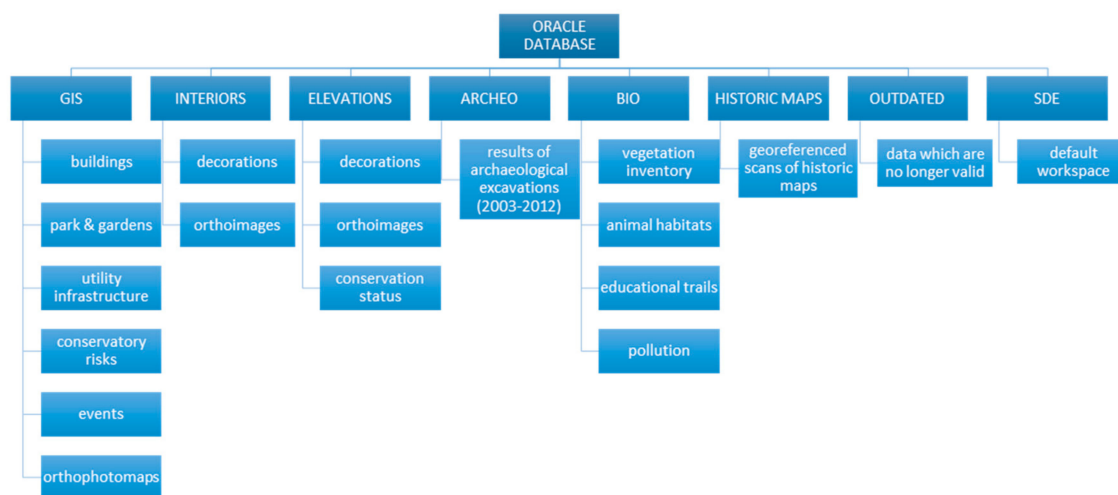 ORACLE
DATABASE
GIS
INTERIORS
ELEVATIONS
ARCHEO
BIO
HISTORIC MAPS
OUTDATED
SDE
buildings
park & gardens
utility
infrastructure
conservatory
risks
events
orthophotomaps
decorations
orthoimages
decorations
orthoimages
conservation
status
results of
archaeological
excavations
(2003-2012)
vegetation
inventory
animal habitats
educational trails
pollution
georeferenced
scans of historic
maps
data which are
no longer valid
default
workspace